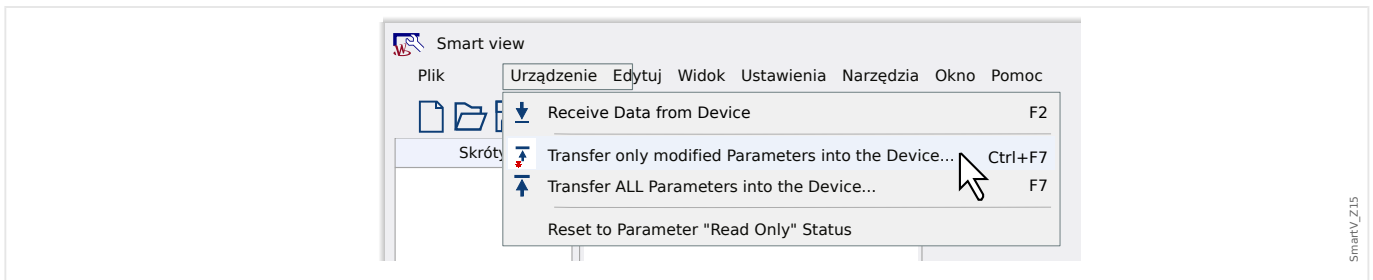 Smart view
Plik Urządzenie Edytuj Widok Ustawienia Narzędzia Okno Pomoc
Receive Data from Device F2
Skróty
Transfer only modified Parameters into the Device... Ctrl+F7
Transfer ALL Parameters into the Device... F7
Reset to Parameter "Read Only" Status
SmartV_Z15